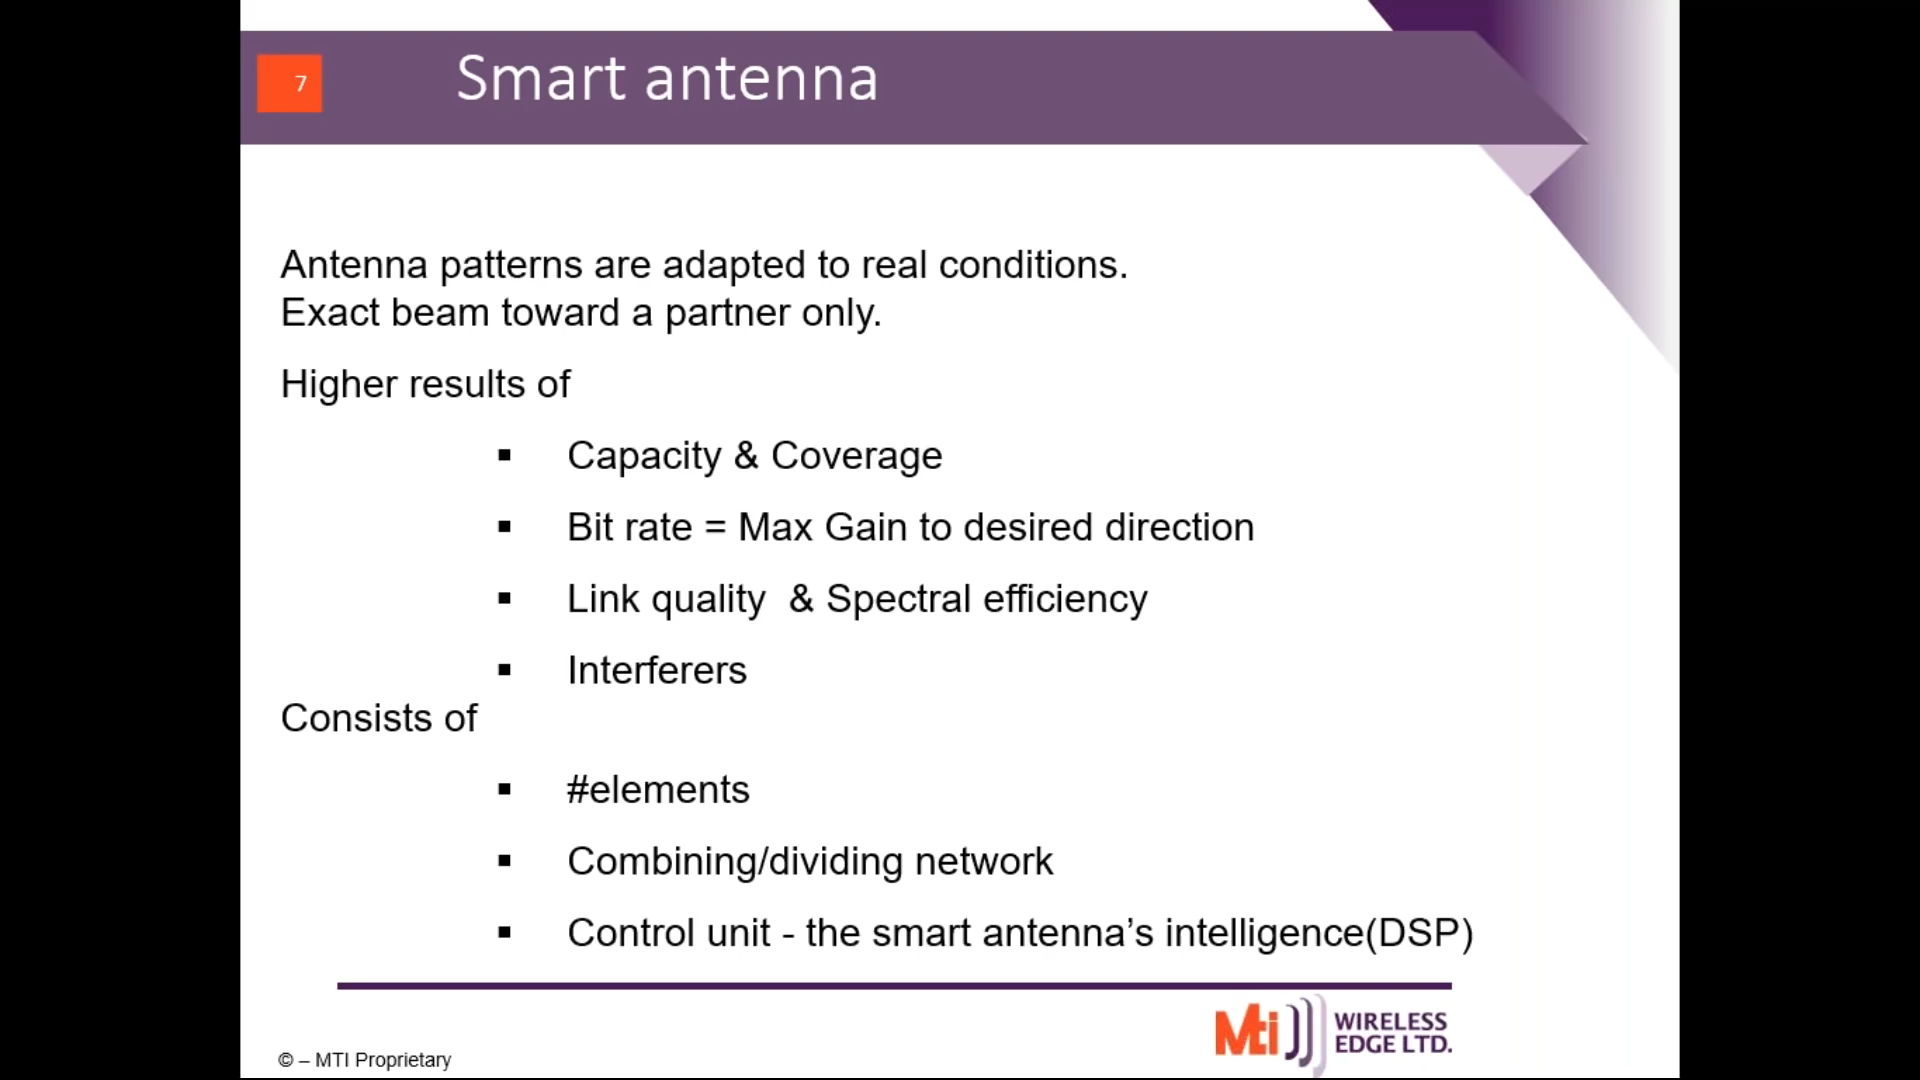 7
Smart antenna
Antenna patterns are adapted to real conditions.
Exact beam toward a partner only.
Higher results of
▪ Capacity & Coverage
▪ Bit rate = Max Gain to desired direction
▪ Link quality  & Spectral efficiency
▪ Interferers
Consists of
▪ #elements
▪ Combining/dividing network
▪ Control unit - the smart antenna’s intelligence(DSP)
Mti WIRELESS
EDGE LTD.
© – MTI Proprietary